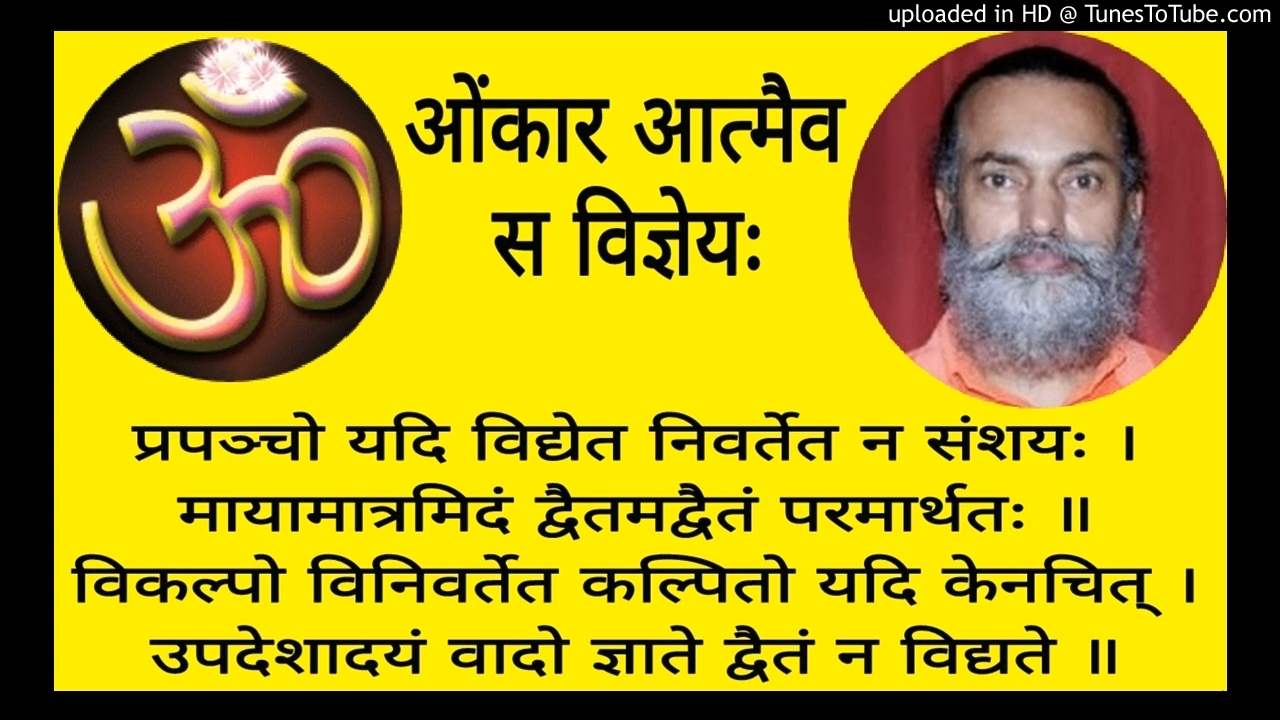 uploaded in HD @ TunesToTube.com
ओंकार आत्मैव
स विज्ञेयः
प्रपञ्चो यदि विद्येत निवर्तेत न संशयः ।
मायामात्रमिदं द्वैतमद्वैतं परमार्थतः ॥
विकल्पो विनिवर्तेत कल्पितो यदि केनचित् ।
उपदेशादयं वादो ज्ञाते द्वैतं न विद्यते ॥